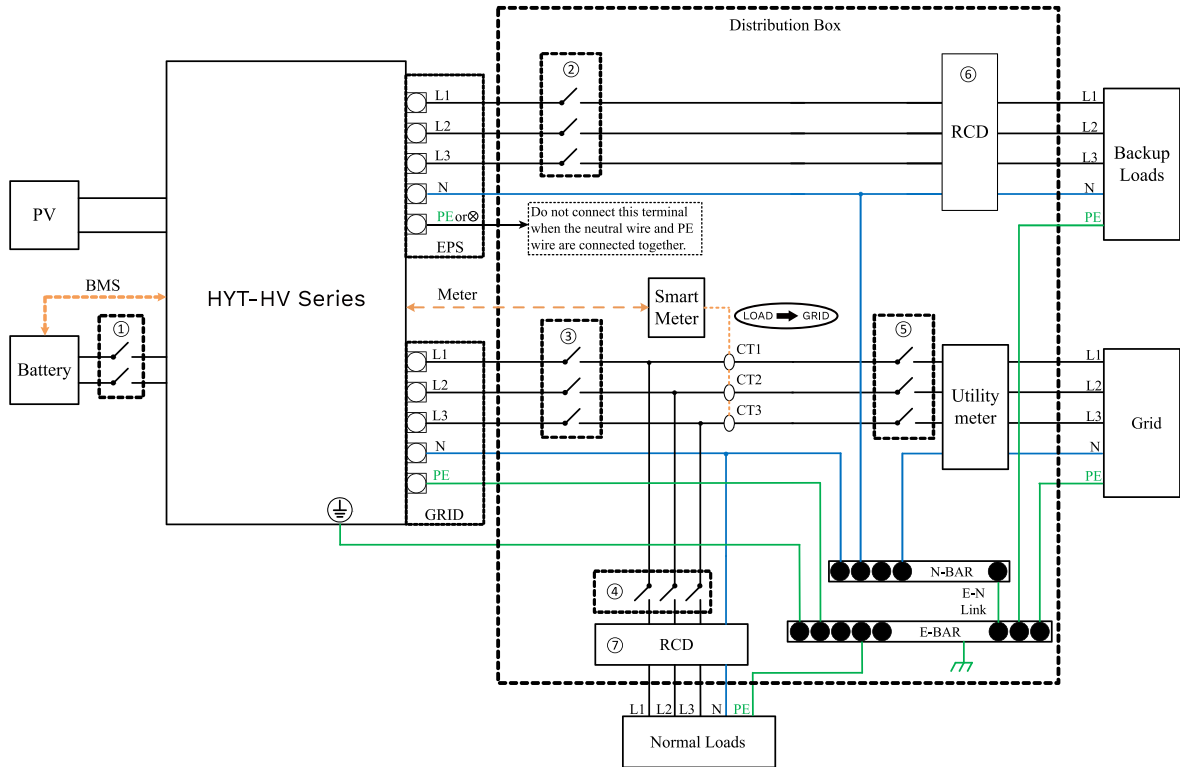 Distribution Box
②
⑥
L1
L1
L2
RCD
L2
L3
L3
Backup
Loads
N
N
PV
PE or⊗
Do not connect this terminal
when the neutral wire and PE
wire are connected together.
PE
EPS
BMS
HYT-HV Series
Meter
Smart
Meter
LOAD GRID
①
③
⑤
Battery
L1
CT1
L1
L2
CT2
Utility
meter
L2
L3
CT3
L3
Grid
N
N
PE
PE
GRID
N-BAR
④
E-N
Link
E-BAR
⑦
RCD
L1
L2
L3
N
PE
Normal Loads